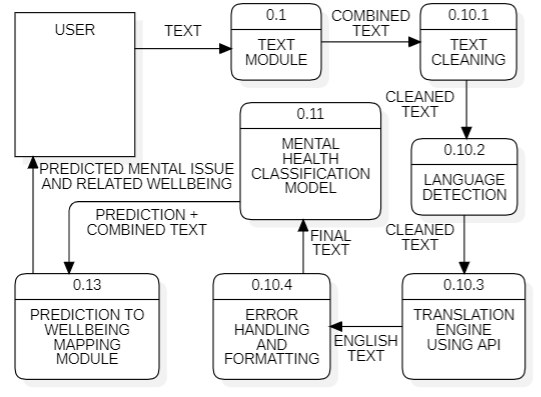 USER
TEXT
0.1
TEXT
MODULE
COMBINED
TEXT
0.10.1
TEXT
CLEANING
CLEANED
TEXT
0.10.2
LANGUAGE
DETECTION
CLEANED
TEXT
0.10.3
TRANSLATION
ENGINE
USING API
ENGLISH
TEXT
0.10.4
ERROR
HANDLING
AND
FORMATTING
FINAL
TEXT
0.11
MENTAL
HEALTH
CLASSIFICATION
MODEL
PREDICTION +
COMBINED TEXT
0.13
PREDICTION TO
WELLBEING
MAPPING
MODULE
PREDICTED MENTAL ISSUE
AND RELATED WELLBEING